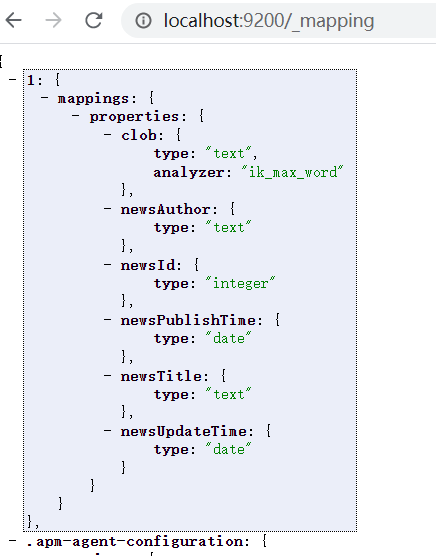 localhost:9200/_mapping
{
- 1: {
- mappings: {
- properties: {
- clob: {
type: "text",
analyzer: "ik_max_word"
},
- newsAuthor: {
type: "text"
},
- newsId: {
type: "integer"
},
- newsPublishTime: {
type: "date"
},
- newsTitle: {
type: "text"
},
- newsUpdateTime: {
type: "date"
}
}
}
},
- .apm-agent-configuration: {